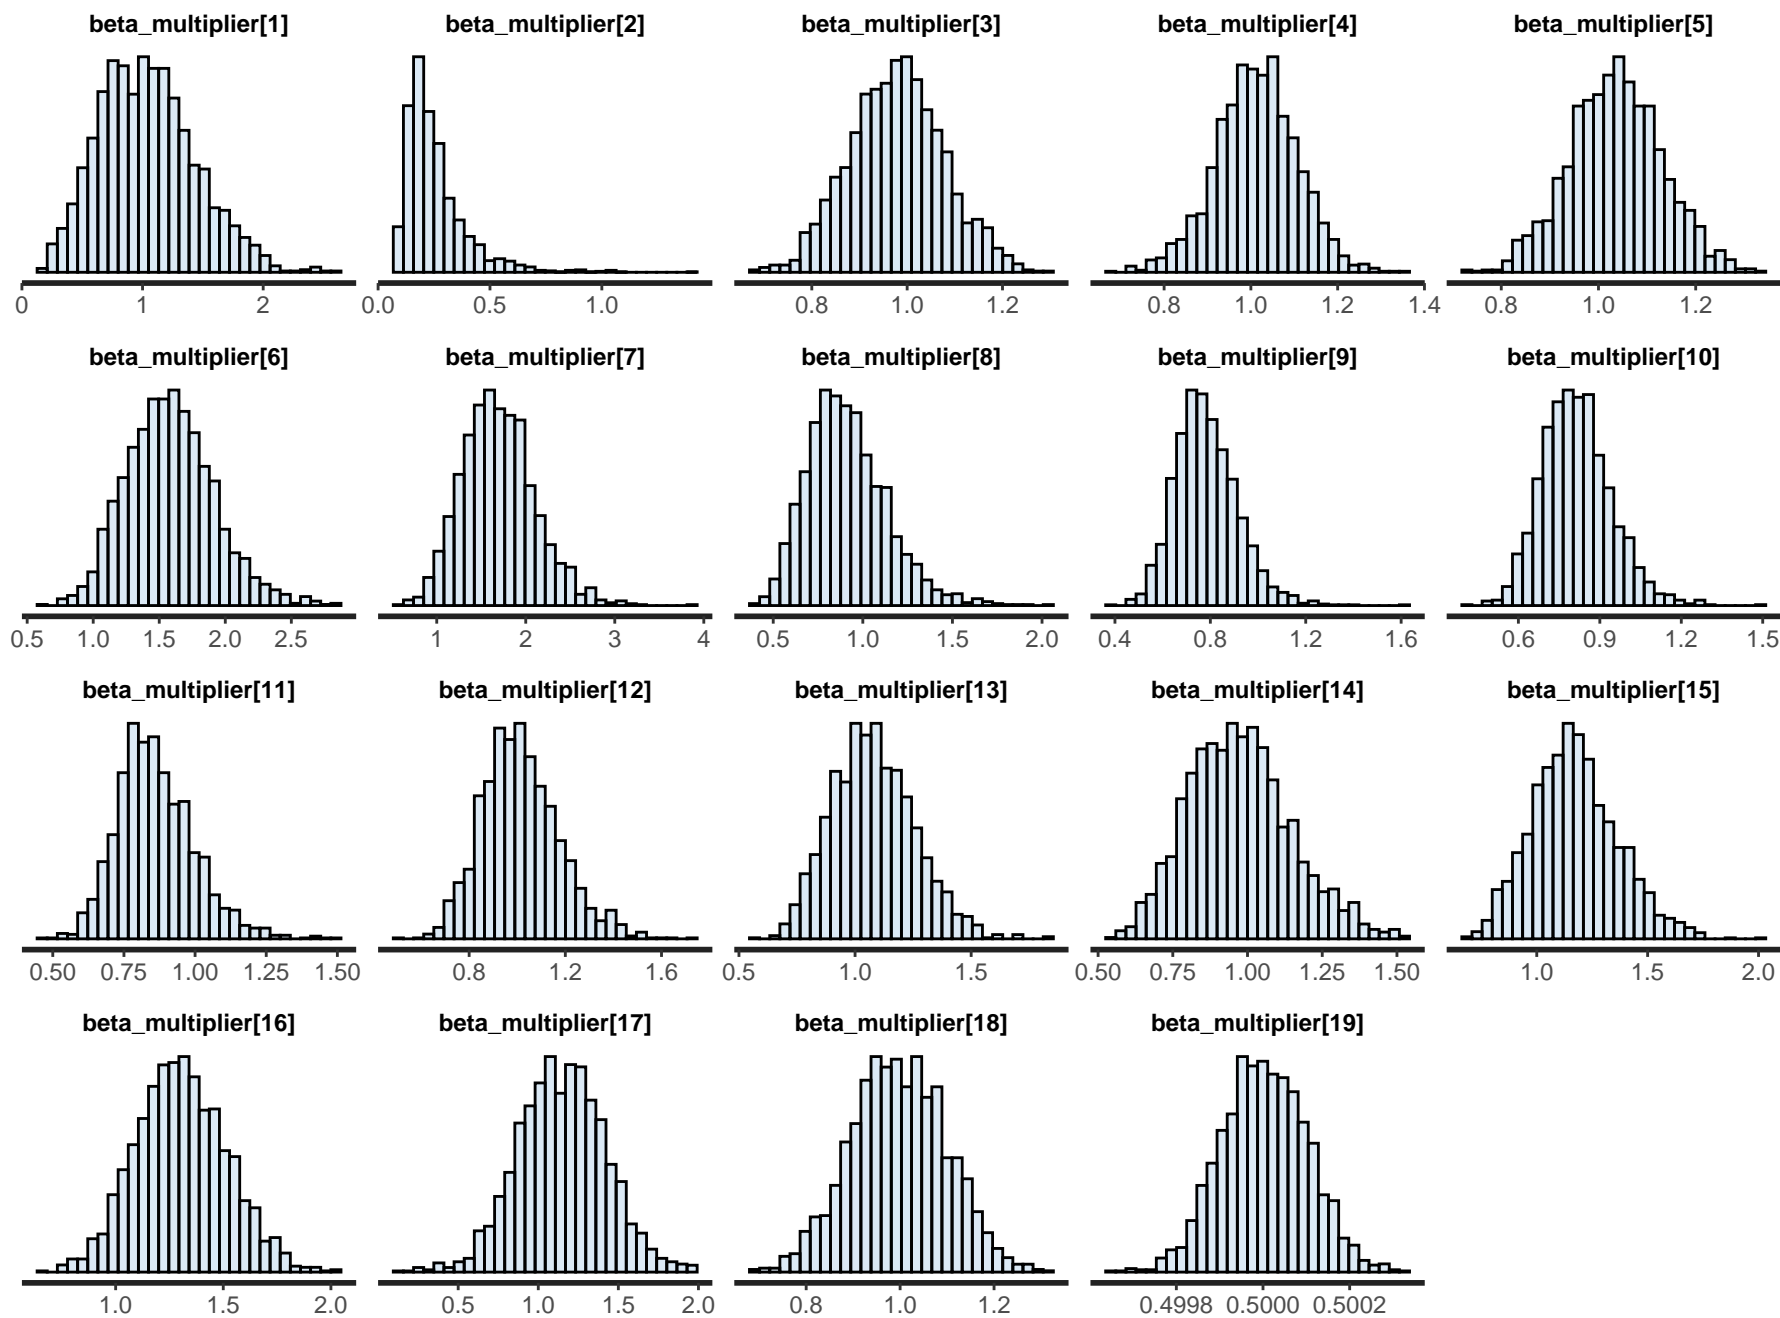 beta_multiplier[1] beta_multiplier[2] beta_multiplier[3] beta_multiplier[4] beta_multiplier[5]
0 1 2 0.0 0.5 1.0 0.8 1.0 1.2 0.8 1.0 1.2 1.4 0.8 1.0 1.2
beta_multiplier[6] beta_multiplier[7] beta_multiplier[8] beta_multiplier[9] beta_multiplier[10]
0.5 1.0 1.5 2.0 2.5 1 2 3 4 0.5 1.0 1.5 2.0 0.4 0.8 1.2 1.6 0.6 0.9 1.2 1.5
beta_multiplier[11] beta_multiplier[12] beta_multiplier[13] beta_multiplier[14] beta_multiplier[15]
0.50 0.75 1.00 1.25 1.50 0.8 1.2 1.6 0.5 1.0 1.5 0.50 0.75 1.00 1.25 1.50 1.0 1.5 2.0
beta_multiplier[16] beta_multiplier[17] beta_multiplier[18] beta_multiplier[19]
1.0 1.5 2.0 0.5 1.0 1.5 2.0 0.8 1.0 1.2 0.4998 0.5000 0.5002